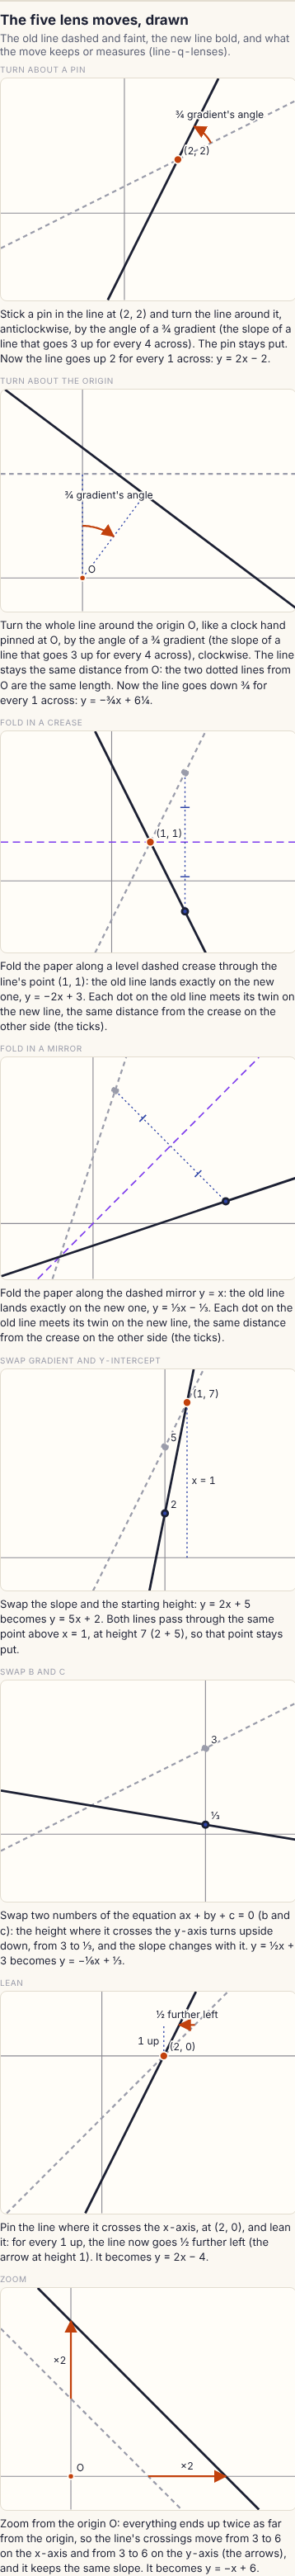 The five lens moves, drawn
The old line dashed and faint, the new line bold, and what
the move keeps or measures (line-q-lenses).
TURN ABOUT A PIN
¾ gradient's angle
(2, 2)
Stick a pin in the line at (2, 2) and turn the line around it,
anticlockwise, by the angle of a ¾ gradient (the slope of a
line that goes 3 up for every 4 across). The pin stays put.
Now the line goes up 2 for every 1 across: y = 2x − 2.
TURN ABOUT THE ORIGIN
¾ gradient's angle
O
Turn the whole line around the origin O, like a clock hand
pinned at O, by the angle of a ¾ gradient (the slope of a
line that goes 3 up for every 4 across), clockwise. The line
stays the same distance from O: the two dotted lines from
O are the same length. Now the line goes down ¾ for
every 1 across: y = −¾x + 6¼.
FOLD IN A CREASE
(1, 1)
Fold the paper along a level dashed crease through the
line's point (1, 1): the old line lands exactly on the new
one, y = −2x + 3. Each dot on the old line meets its twin on
the new line, the same distance from the crease on the
other side (the ticks).
FOLD IN A MIRROR
Fold the paper along the dashed mirror y = x: the old line
lands exactly on the new one, y = ⅓x − ⅓. Each dot on the
old line meets its twin on the new line, the same distance
from the crease on the other side (the ticks).
SWAP GRADIENT AND Y-INTERCEPT
(1, 7)
5
x = 1
2
Swap the slope and the starting height: y = 2x + 5
becomes y = 5x + 2. Both lines pass through the same
point above x = 1, at height 7 (2 + 5), so that point stays
put.
SWAP B AND C
3
⅓
Swap two numbers of the equation ax + by + c = 0 (b and
c): the height where it crosses the y-axis turns upside
down, from 3 to ⅓, and the slope changes with it. y = ½x +
3 becomes y = −⅙x + ⅓.
LEAN
½ further left
1 up
(2, 0)
Pin the line where it crosses the x-axis, at (2, 0), and lean
it: for every 1 up, the line now goes ½ further left (the
arrow at height 1). It becomes y = 2x − 4.
ZOOM
×2
×2
O
Zoom from the origin O: everything ends up twice as far
from the origin, so the line's crossings move from 3 to 6
on the x-axis and from 3 to 6 on the y-axis (the arrows),
and it keeps the same slope. It becomes y = −x + 6.